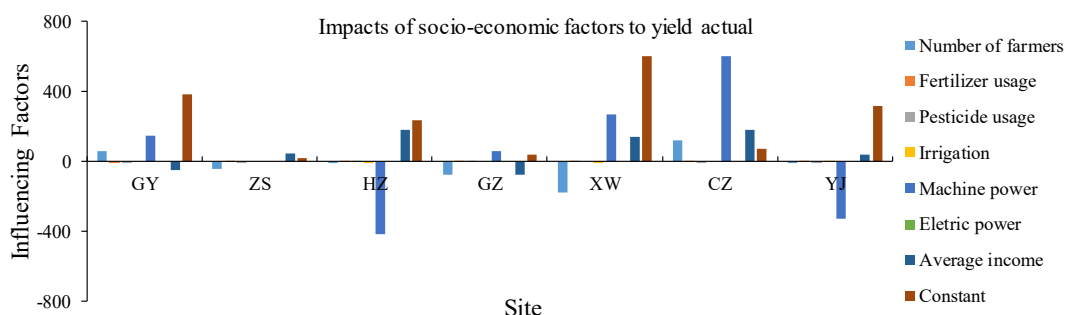 Impacts of socio-economic factors to yield actual
Influencing Factors
800
400
0
-400
-800
GY
ZS
HZ
GZ
XW
CZ
YJ
Site
Number of farmers
Fertilizer usage
Pesticide usage
Irrigation
Machine power
Eletric power
Average income
Constant